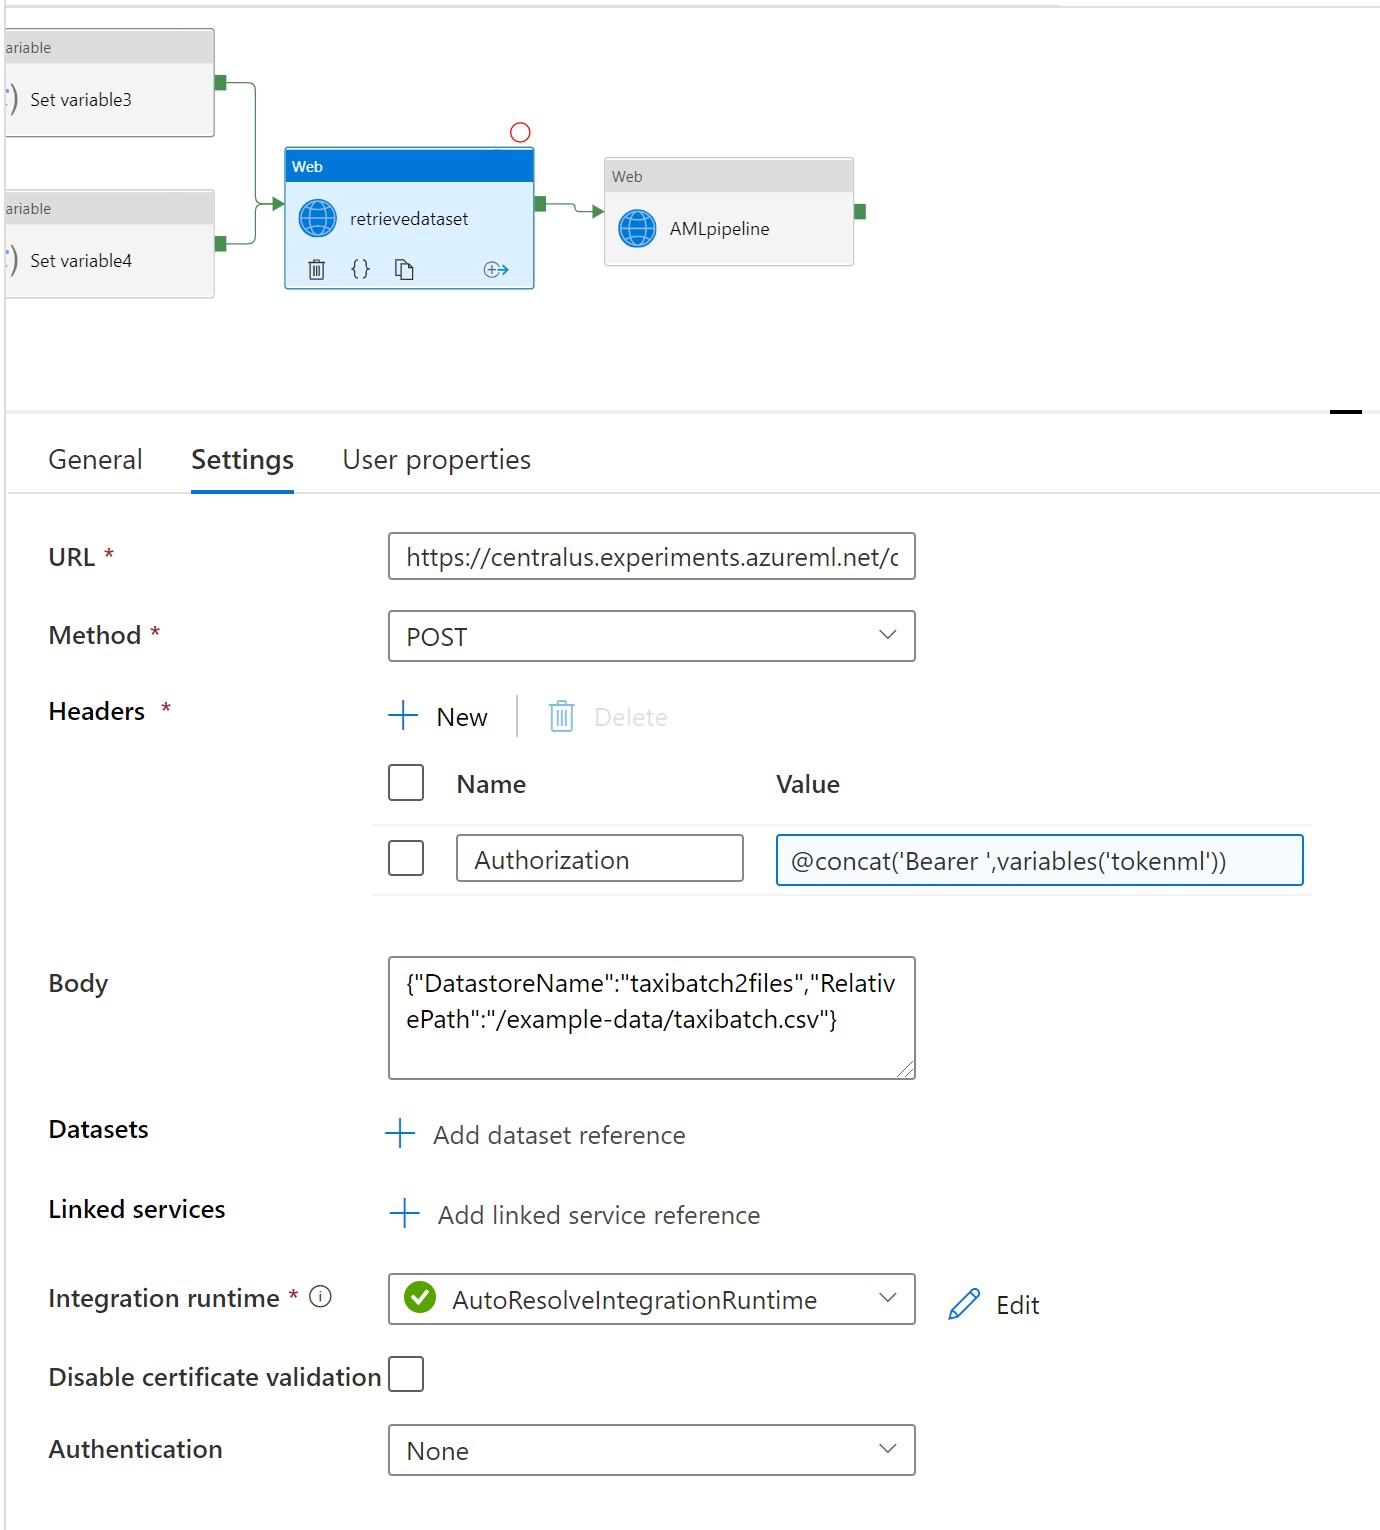 ariable
Set variable3
ariable
Set variable4
Web
retrievedataset
Web
AMLpipeline
General Settings User properties
URL *
https://centralus.experiments.azureml.net/c
Method *
POST
Headers *
New Delete
Name Value
Authorization @concat('Bearer ',variables('tokenml'))
Body
{"DatastoreName":"taxibatch2files","Relativ
ePath":"/example-data/taxibatch.csv"}
Datasets
Add dataset reference
Linked services
Add linked service reference
Integration runtime *
AutoResolveIntegrationRuntime
Edit
Disable certificate validation
Authentication
None